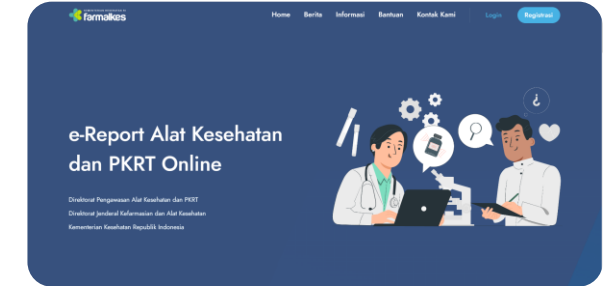 farmalkes
Home Berita Informasi Bantuan Kontak Kami Login Registrasi
e-Report Alat Kesehatan
dan PKRT Online
Direktorat Pengawasan Alat Kesehatan dan PKRT
Direktorat Jenderal Kefarmasian dan Alat Kesehatan
Kementerian Kesehatan Republik Indonesia